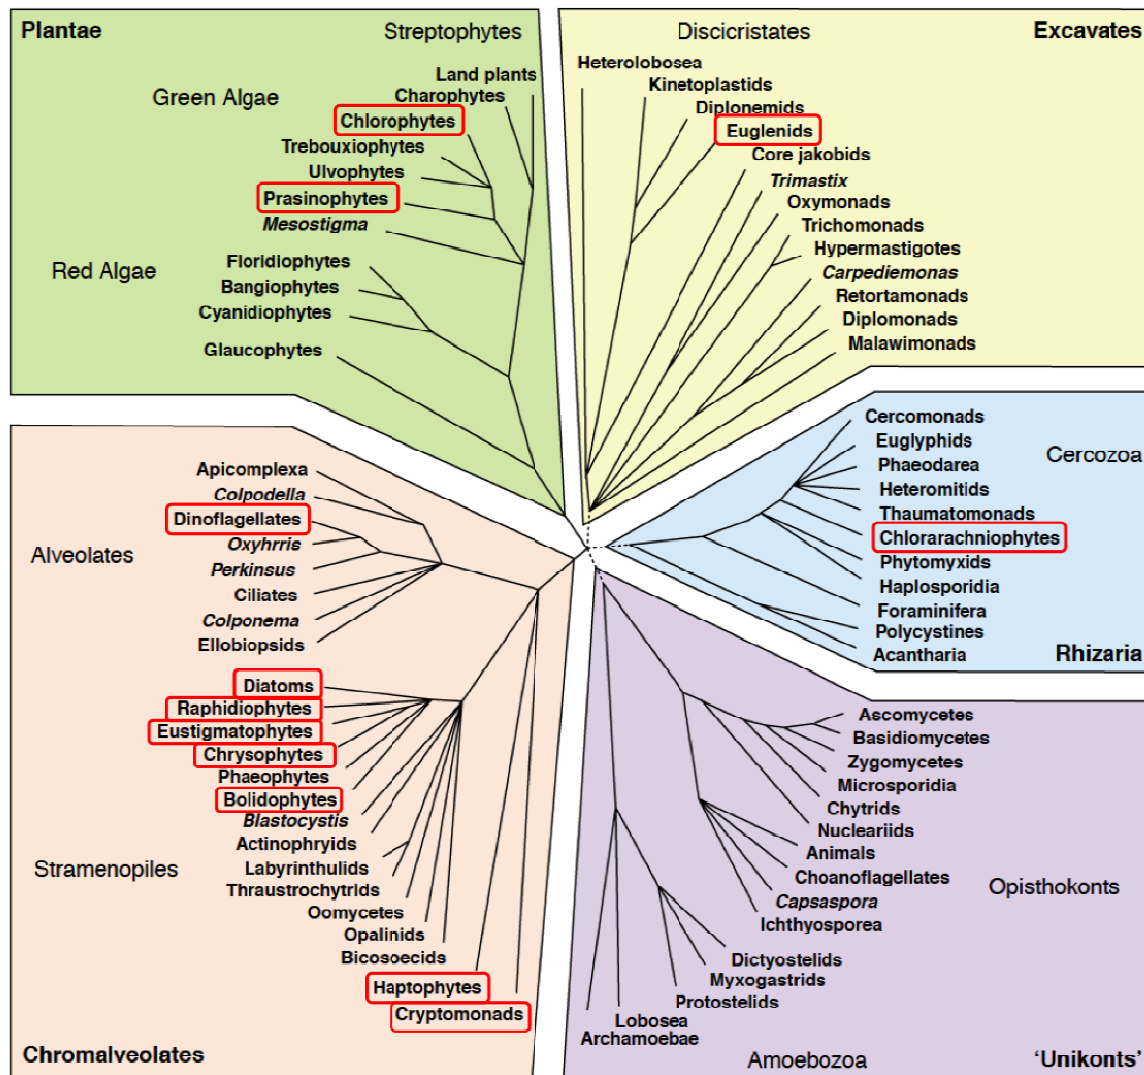 Plantae
Streptophytes
Land plants
Green Algae
Charophytes
Chlorophytes
Trebouxiophytes
Ulvophytes
Prasinophytes
Mesostigma
Red Algae
Floridiophytes
Bangiophytes
Cyanidiophytes
Glaucophytes
Discicristates
Excavates
Heterolobosea
Kinetoplastids
Diplonemids
Euglenids
Core jakobids
Trimastix
Oxymonads
Trichomonads
Hypermastigotes
Carpediemonas
Retortamonads
Diplomonads
Malawimonads
Cercomonads
Euglyphids
Cercozoa
Phaeodarea
Heteromitids
Thaumatomonads
Chlorarachniophytes
Phytomyxids
Haplosporidia
Foraminifera
Polycystines
Acantharia
Rhizaria
Apicomplexa
Colpodella
Dinoflagellates
Alveolates
Oxyhrris
Perkinsus
Ciliates
Colponema
Ellobiopsids
Diatoms
Raphidiophytes
Eustigmatophytes
Chrysophytes
Phaeophytes
Bolidophytes
Blastocystis
Actinophryids
Stramenopiles
Labyrinthulids
Thraustrochytrids
Oomycetes
Opalinids
Bicosoecids
Haptophytes
Cryptomonads
Chromalveolates
Ascomycetes
Basidiomycetes
Zygomycetes
Microsporidia
Chytrids
Nucleariids
Animals
Choanoflagellates
Opisthokonts
Capsaspora
Ichthyosporea
Dictyostelids
Myxogastrids
Protostelids
Lobosea
Archamoebae
Amoebozoa
'Unikonts'